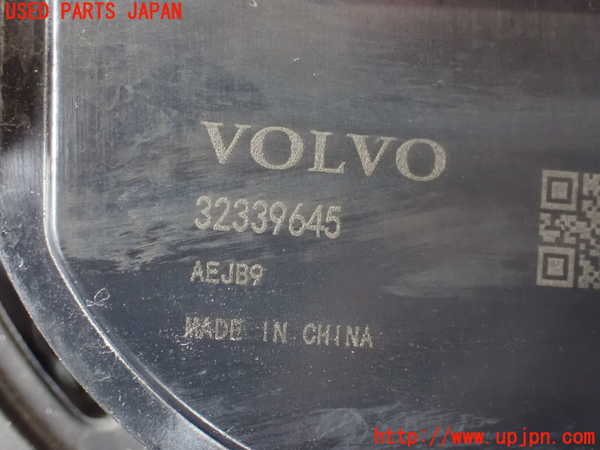 USED PARTS JAPAN
VOLVO
32339645
AEJB9
MADE IN CHINA
http://www.upjpn.com/